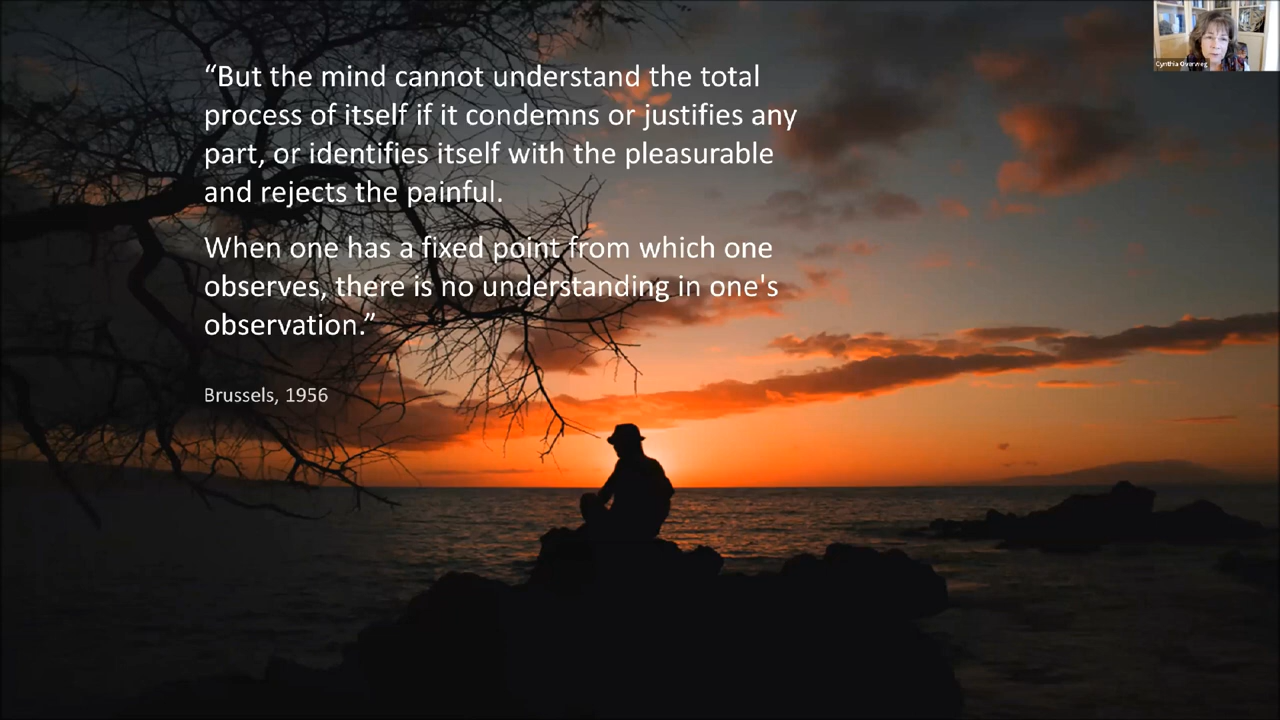 “But the mind cannot understand the total
process of itself if it condemns or justifies any
part, or identifies itself with the pleasurable
and rejects the painful.
When one has a fixed point from which one
observes, there is no understanding in one's
observation.”
Brussels, 1956
Cynthia Overweg